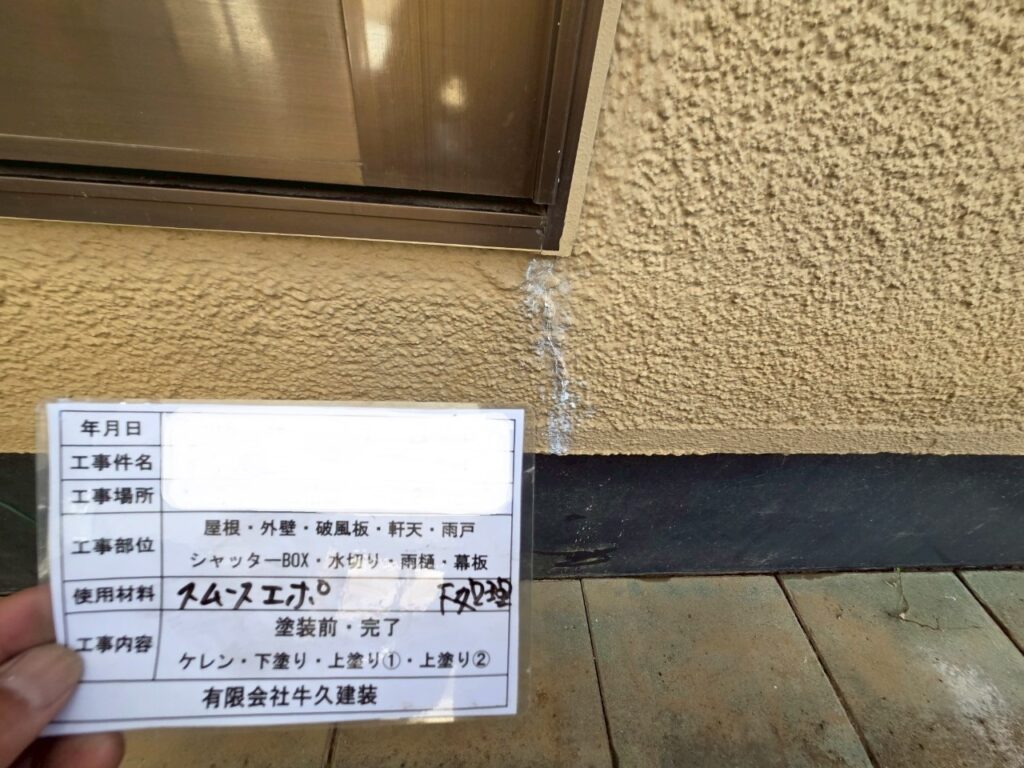 年月日
工事件名
工事場所
工事部位
屋根・外壁・破風板・軒天・雨戸
シャッターBOX・水切り・雨樋・幕板
使用材料 スムースエポ
工事内容
塗装前・完了
ケレン・下塗り・上塗り①・上塗り②
有限会社牛久建装